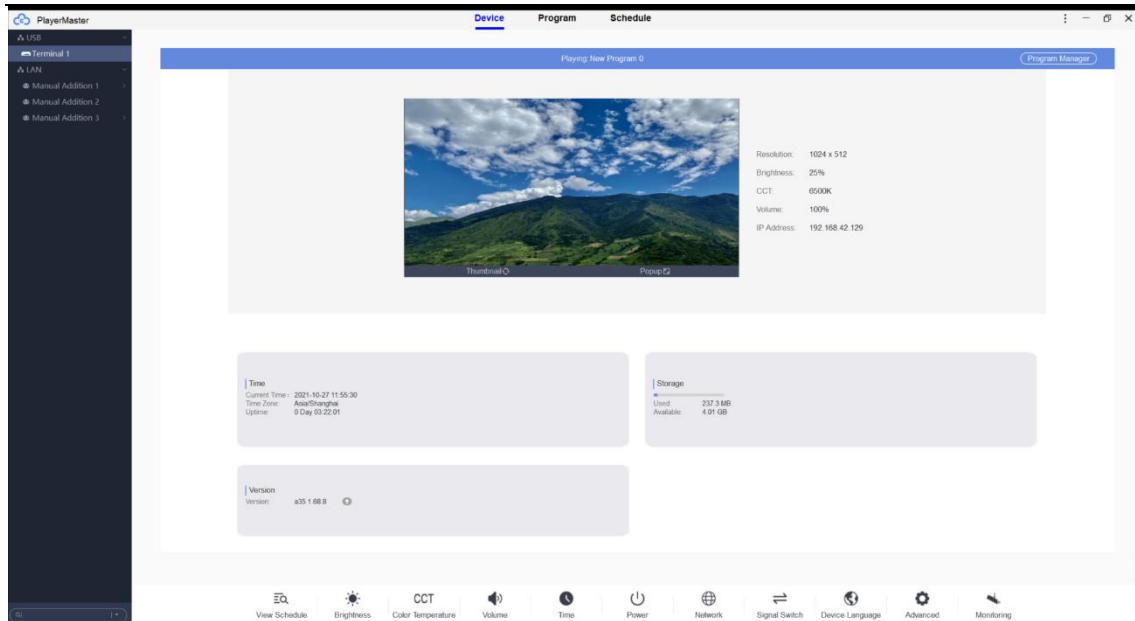 PlayerMaster
Device Program Schedule
USB
Terminal 1
LAN
Manual Addition 1
Manual Addition 2
Manual Addition 3
Playing: New Program 0
Program Manager
Resolution: 1024 x 512
Brightness: 25%
CCT: 6500K
Volume: 100%
IP Address: 192.168.42.129
Thumbnail Popup
Time
Current Time : 2021-10-27 11:55:30
Time Zone: Asia/Shanghai
Uptime: 0 Day 03:22:01
Storage
Used: 237.3 MB
Available: 4.01 GB
Version
Version: a35.1.68.8
CCT
View Schedule Brightness Color Temperature Volume Time Power Network Signal Switch Device Language Advanced Monitoring